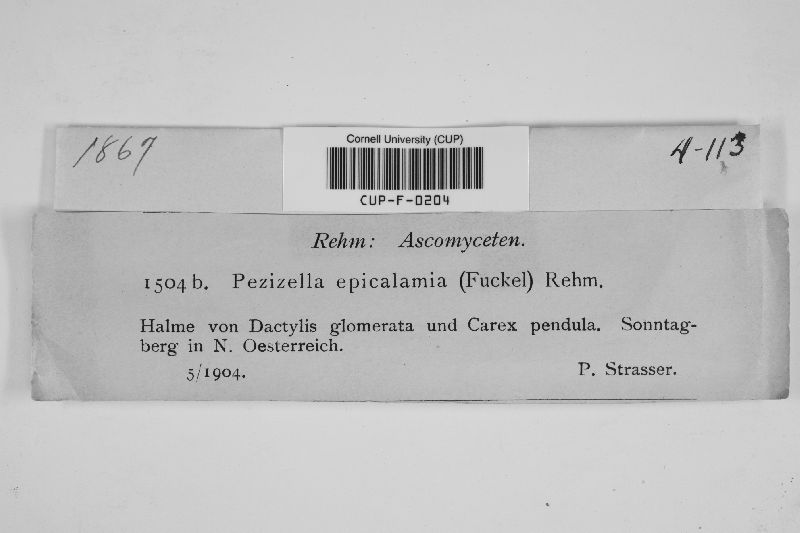 1867
Cornell University (CUP)
CUP-F-0204
A-113
Rehm: Ascomyceten.
1504 b. Pezizella epicalamia (Fuckel) Rehm.
Halme von Dactylis glomerata und Carex pendula. Sonntag-
berg in N. Oesterreich.
5/1904.
P. Strasser.